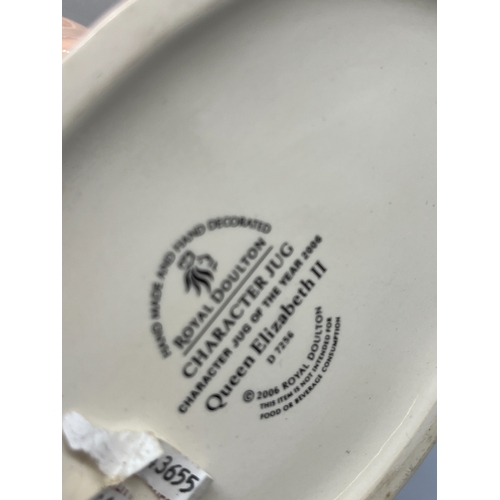 HAND MADE AND HAND DECORATED
ROYAL DOULTON
CHARACTER JUG
CHARACTER JUG OF THE YEAR 2006
Queen Elizabeth II
D 7256
© 2006 ROYAL DOULTON
THIS ITEM IS NOT INTENDED FOR
FOOD OR BEVERAGE CONSUMPTION
3655